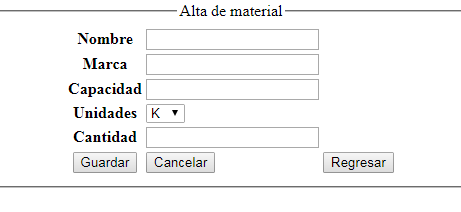 Alta de material
Nombre
Marca
Capacidad
Unidades K
Cantidad
Guardar Cancelar Regresar